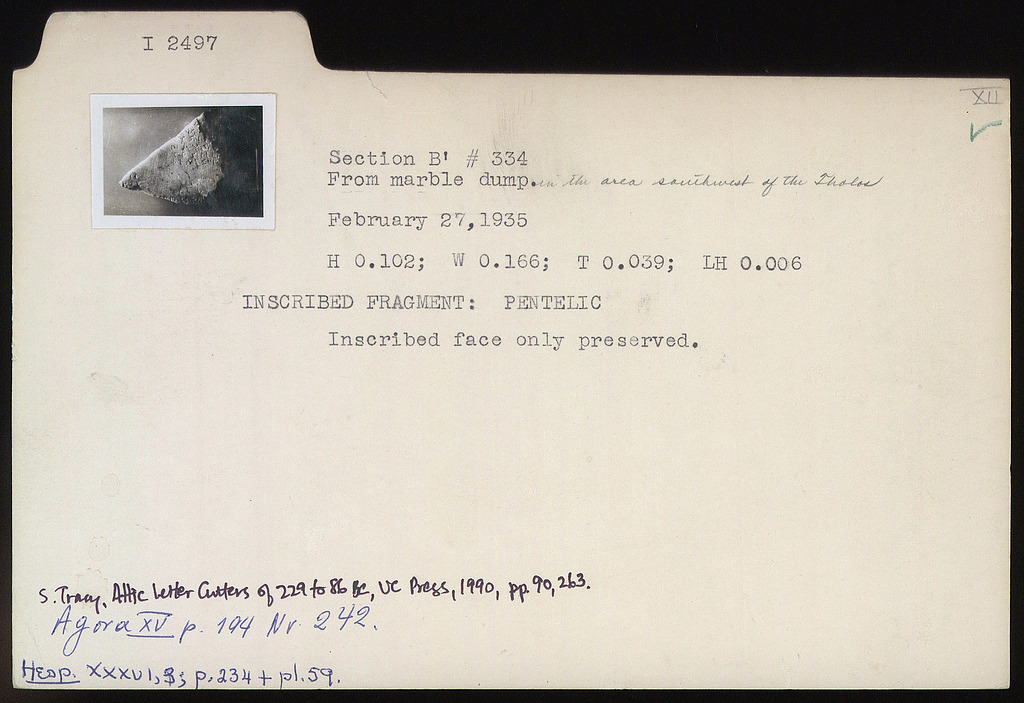 I 2497
XII
Section B' # 334
From marble dump. in the area southwest of the Tholos
February 27,1935
H 0.102; W 0.166; T 0.039; LH 0.006
INSCRIBED FRAGMENT: PENTELIC
Inscribed face only preserved.
S. Tracy, Attic Letter Cutters of 229 to 86 BC, UC Press, 1990, pp. 90, 263.
Agora XV p. 194 Nr. 242.
Hesp. XXXVI, 3; p. 234 + pl. 59.